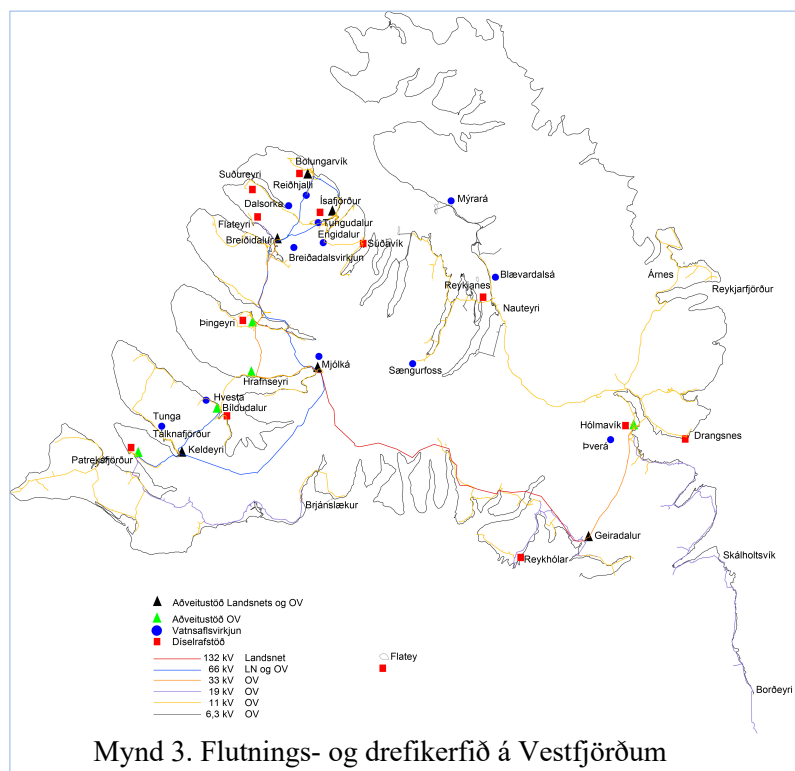 Bolungarvík
Suðureyri
Reiðhjalli
Dalsorka
Ísafjörður
Mýrará
Flateyri
Tungudalur
Engidalur
Breiðidalur
Súðavík
Breiðadalsvirkjun
Blævardalsá
Árnes
Reykjanes
Reykjarfjörður
Nauteyri
Þingeyri
Mjólká
Sængurfoss
Hrafnseyri
Hvesta
Bíldudalur
Tunga
Hólmavík
Tálknafjörður
Drangsnes
Þverá
Keldeyri
Patreksfjörður
Brjánslækur
Geiradalur
Reykhólar
Skálholtsvík
Aðveitustöð Landsnets og OV
Aðveitustöð OV
Vatnsaflsvirkjun
Díselrafstöð
Flatey
132 kV Landsnet
66 kV LN og OV
33 kV OV
19 kV OV
11 kV OV
6,3 kV OV
Borðeyri
Mynd 3. Flutnings- og drefikerfið á Vestfjörðum